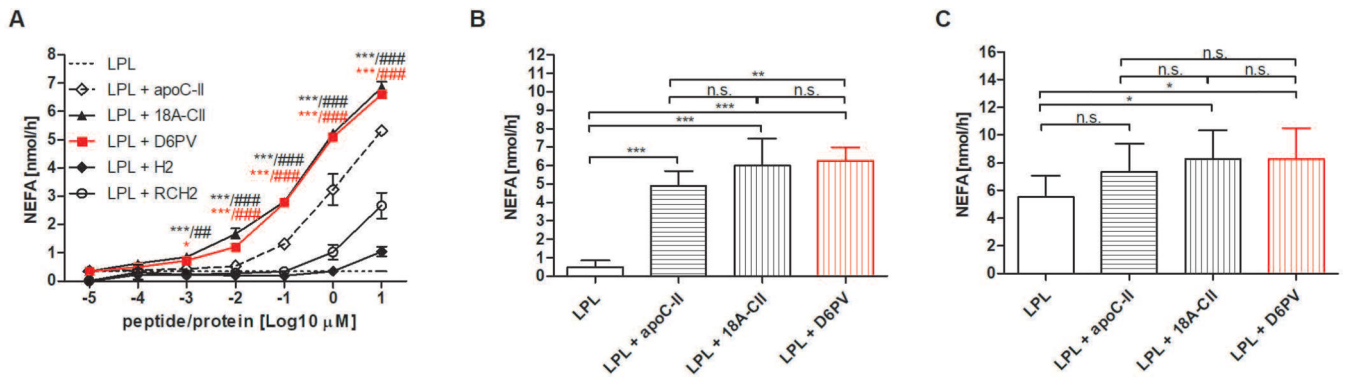 A
NEFA [nmol/h]
8
7
6
5
4
3
2
1
0
LPL
LPL + apoC-II
LPL + 18A-CII
LPL + D6PV
LPL + H2
LPL + RCH2
***/##
*
***/###
***/###
***/###
***/###
***/###
***/###
***/###
***/###
-5 -4 -3 -2 -1 0 1
peptide/protein [Log10 µM]
B
NEFA [nmol/h]
12
11
10
9
8
7
6
5
4
3
2
1
0
**
n.s. n.s.
***
***
***
LPL
LPL + apoC-II
LPL + 18A-CII
LPL + D6PV
C
NEFA [nmol/h]
16
14
12
10
8
6
4
2
0
n.s.
n.s. n.s.
*
*
n.s.
LPL
LPL + apoC-II
LPL + 18A-CII
LPL + D6PV